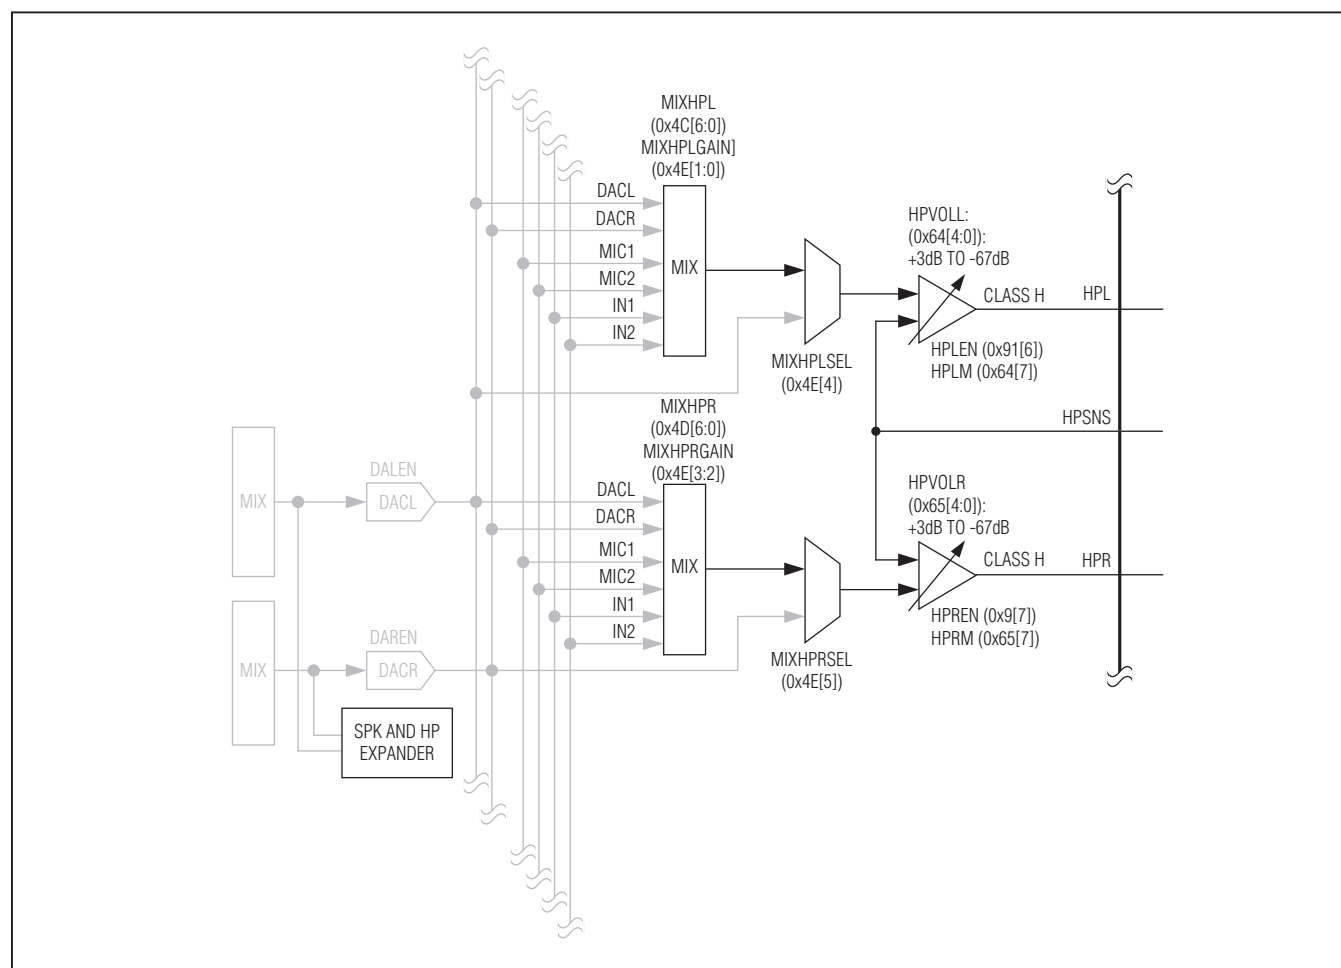 MIXHPL
(0x4C[6:0])
MIXHPLGAIN]
(0x4E[1:0])
DACL
DACR
MIC1
MIC2
IN1
IN2
MIX
MIXHPLSEL
(0x4E[4])
HPVOLL:
(0x64[4:0]):
+3dB TO -67dB
CLASS H
HPL
HPLEN (0x91[6])
HPLM (0x64[7])
HPSNS
MIXHPR
(0x4D[6:0])
MIXHPRGAIN
(0x4E[3:2])
DACL
DACR
MIC1
MIC2
IN1
IN2
MIX
MIXHPRSEL
(0x4E[5])
HPVOLR
(0x65[4:0]):
+3dB TO -67dB
CLASS H
HPR
HPREN (0x9[7])
HPRM (0x65[7])
MIX
DALEN
DACL
MIX
DAREN
DACR
SPK AND HP
EXPANDER